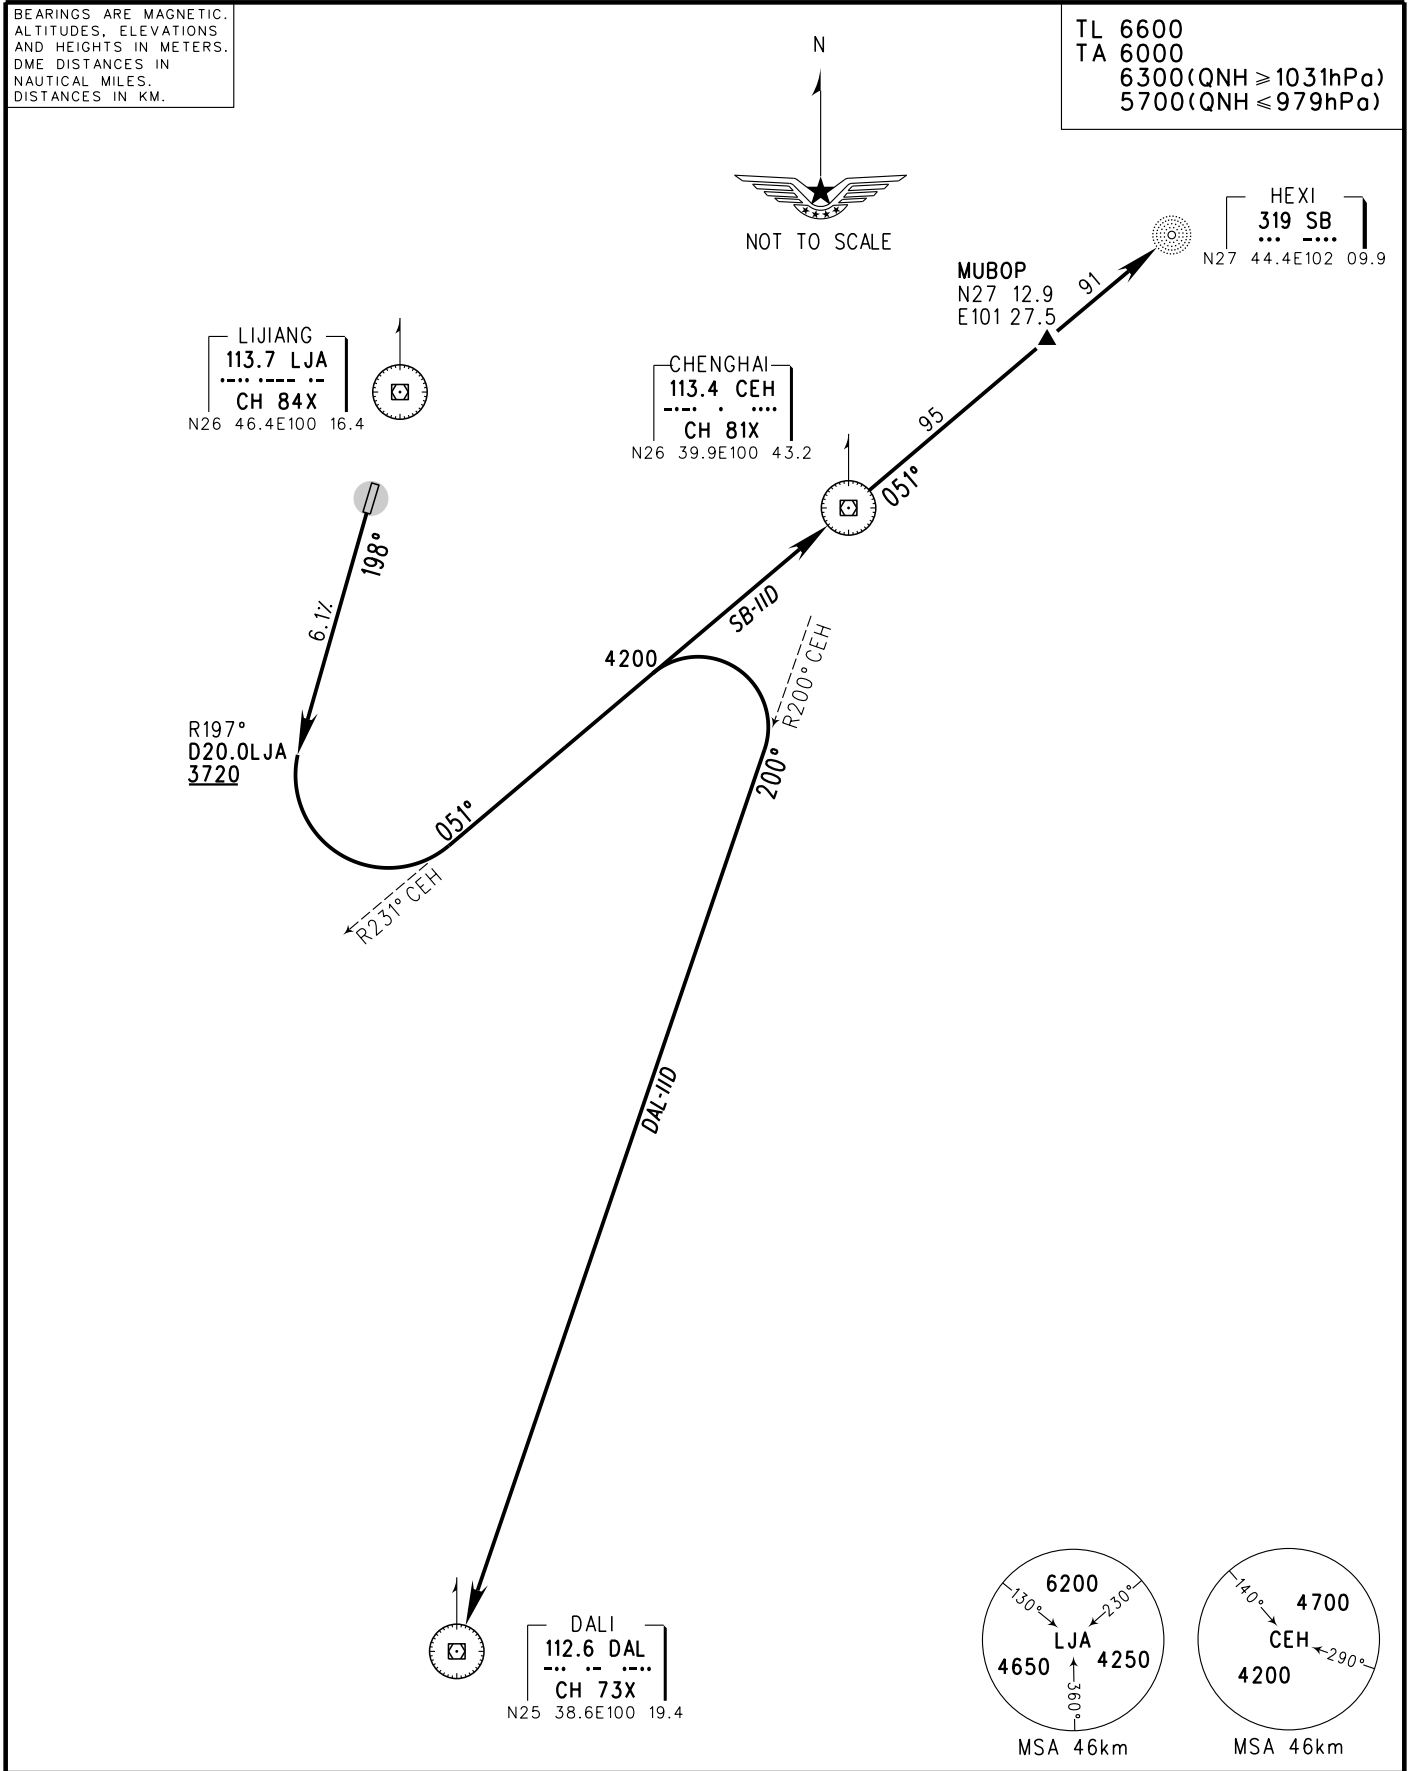 BEARINGS ARE MAGNETIC.
ALTITUDES, ELEVATIONS
AND HEIGHTS IN METERS.
DME DISTANCES IN
NAUTICAL MILES.
DISTANCES IN KM.
TL 6600
TA 6000
6300(QNH ≥ 1031hPa)
5700(QNH ≤ 979hPa)
N
NOT TO SCALE
HEXI
319 SB
••• −•••
N27 44.4E102 09.9
MUBOP
N27 12.9
E101 27.5
91
95
051°
LIJIANG
113.7 LJA
•−•• •−−− •−
CH 84X
N26 46.4E100 16.4
CHENGHAI
113.4 CEH
−•−• • ••••
CH 81X
N26 39.9E100 43.2
198°
6.1%
SB-IID
4200
R200° CEH
R197°
D20.0LJA
3720
051°
200°
R231° CEH
DAL-IID
DALI
112.6 DAL
−•• •− •−••
CH 73X
N25 38.6E100 19.4
6200
130°
230°
LJA
4650
4250
360°
MSA 46km
140°
4700
CEH
290°
4200
MSA 46km